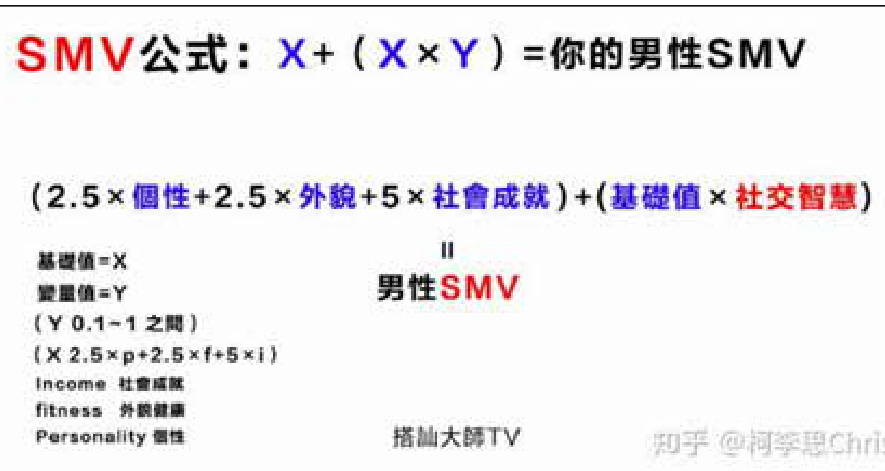 SMV公式：X+（X×Y）=你的男性SMV
(2.5×個性+2.5×外貌+5×社會成就)+(基礎值×社交智慧)
=
男性SMV
基礎值=X
變量值=Y
（Y 0.1~1 之間）
（X 2.5×p+2.5×f+5×i）
Income 社會成就
fitness 外貌健康
Personality 個性
搭訕大師TV
知乎 @柯李思Chris